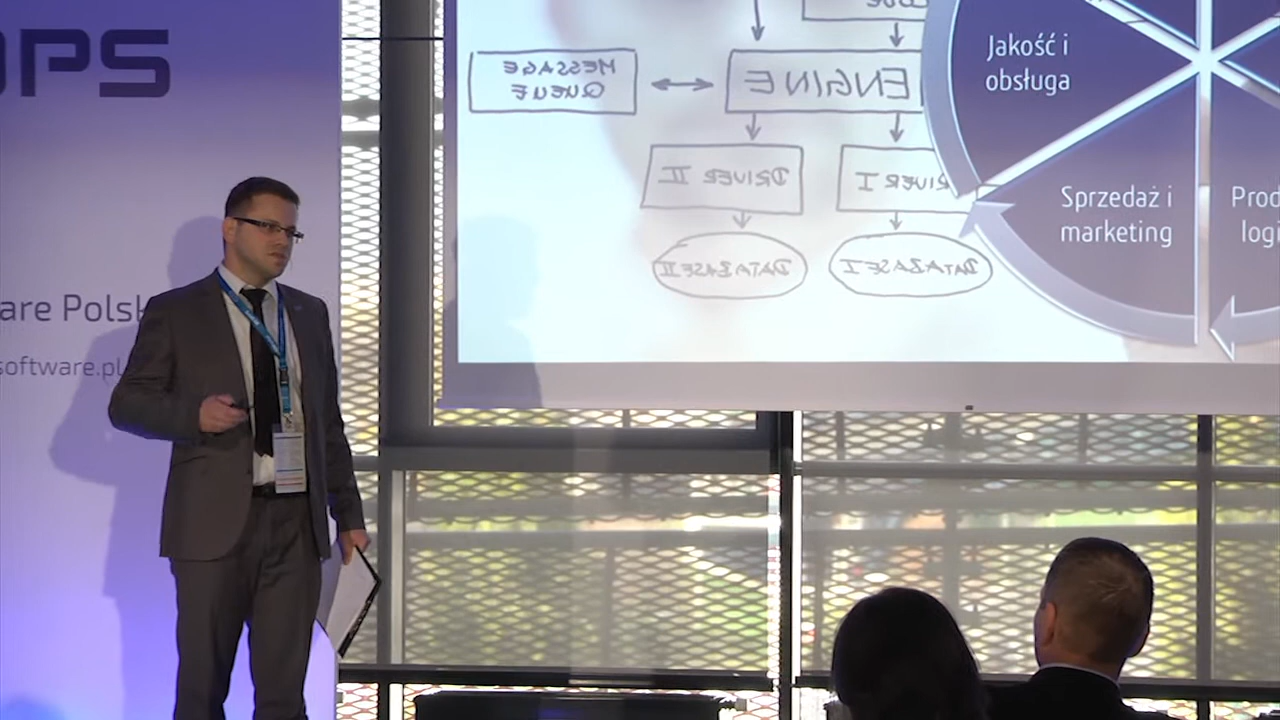 OPS
are Polsk
software.pl
MESSAGE
QUEUE
ENGINE
DRIVER II
RIVER I
DATABASE II
DATABASE I
Jakość i
obsługa
Sprzedaż i
marketing
Prod
logi